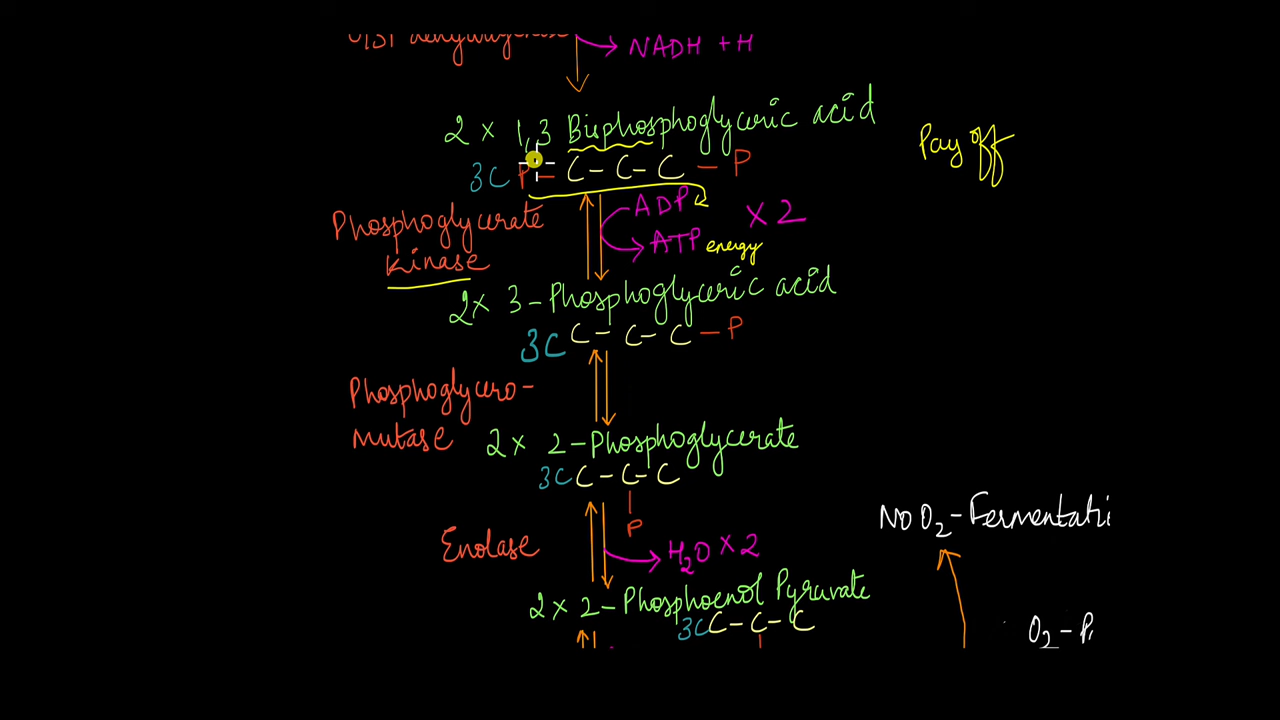 NADH + H
2 × 1,3 Bisphosphoglyceric acid
Pay off
3C P – C – C – C – P
ADP
× 2
Phosphoglycerate
ATP energy
Kinase
2× 3-Phosphoglyceric acid
3C C – C – C – P
Phosphoglycero-
Mutase
2 × 2-Phosphoglycerate
3C C – C – C
P
NO O2-Fermentati
Enolase
H2O × 2
2 × 2-Phosphoenol Pyruvate
3C C – C – C
O2 –